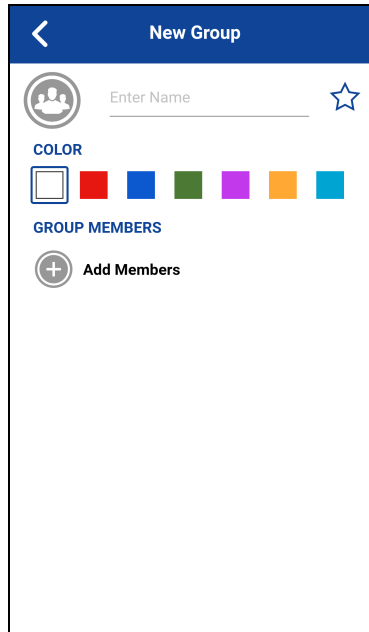 New Group
Enter Name
COLOR
GROUP MEMBERS
Add Members